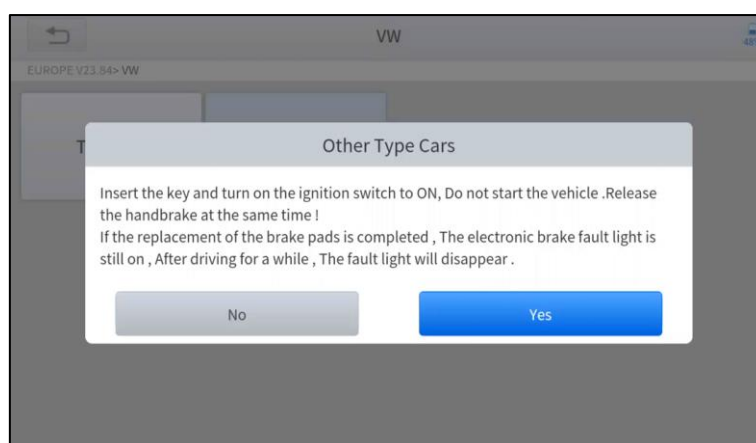 VW
48%
EUROPE V23.84> VW
T
Other Type Cars
Insert the key and turn on the ignition switch to ON, Do not start the vehicle .Release
the handbrake at the same time !
If the replacement of the brake pads is completed , The electronic brake fault light is
still on , After driving for a while , The fault light will disappear .
No
Yes